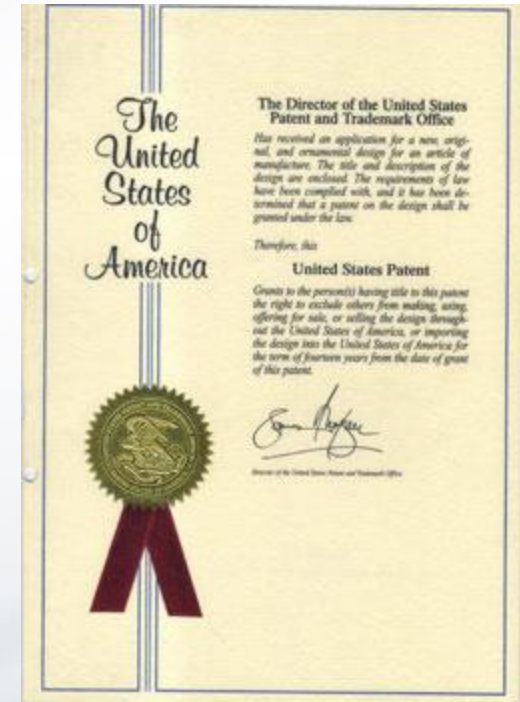 The
United
States
of
America
The Director of the United States
Patent and Trademark Office
Has received an application for a new, origi-
nal, and ornamental design for an article of
manufacture. The title and description of the
design are enclosed. The requirements of law
have been complied with, and it has been de-
termined that a patent on the design shall be
granted under the law.
Therefore, this
United States Patent
Grants to the person(s) having title to this patent
the right to exclude others from making, using,
offering for sale, or selling the design through-
out the United States of America, or importing
the design into the United States of America for
the term of fourteen years from the date of grant
of this patent.
Director of the United States Patent and Trademark Office